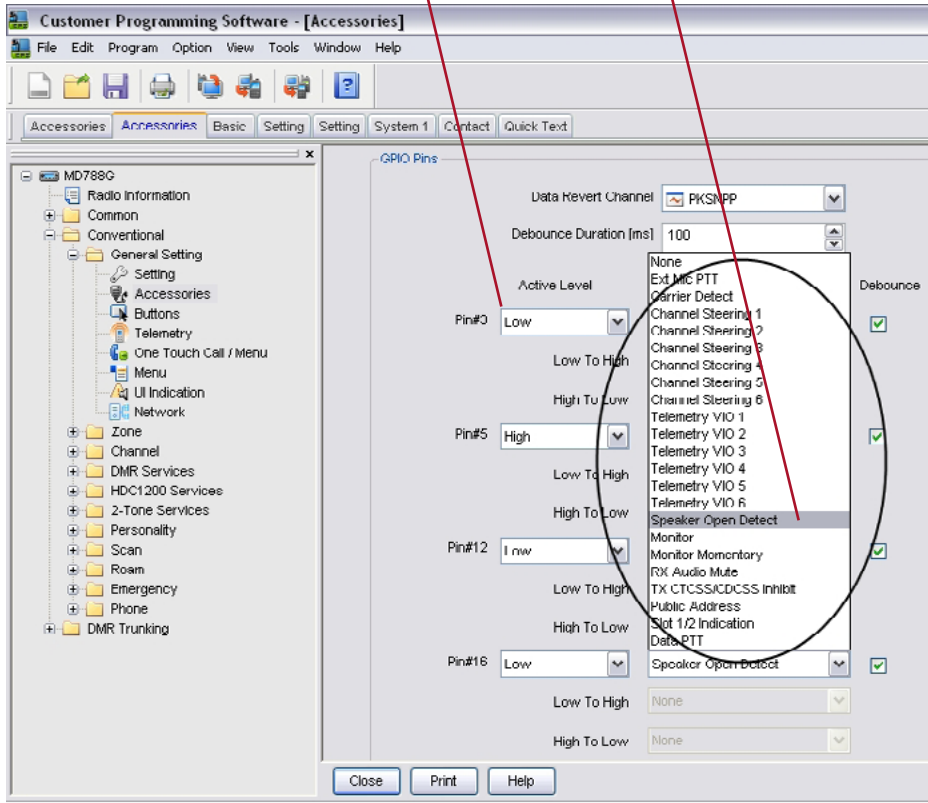 Customer Programming Software - [Accessories]
File Edit Program Option View Tools Window Help
Accessories Accessories Basic Setting Setting System 1 Contact Quick Text
x
MD788G
Radio Information
Common
Conventional
General Setting
Setting
Accessories
Buttons
Telemetry
One Touch Call / Menu
Menu
UI Indication
Network
Zone
Channel
DMR Services
HDC1200 Services
2-Tone Services
Personality
Scan
Roam
Emergency
Phone
DMR Trunking
GPIO Pins
Data Revert Channel PKSNPP
Debounce Duration [ms] 100
Active Level Debounce
None
Ext Mic PTT
Carrier Detect
Channel Steering 1
Channel Steering 2
Channel Steering 3
Channel Steering 4
Channel Steering 5
Channel Steering 6
Telemetry VIO 1
Telemetry VIO 2
Telemetry VIO 3
Telemetry VIO 4
Telemetry VIO 5
Telemetry VIO 6
Speaker Open Detect
Monitor
Monitor Momentary
RX Audio Mute
TX CTCSS/CDCSS Inhibit
Public Address
Slot 1/2 Indication
Data PTT
Pin#3 Low
Low To High
High To Low
Pin#5 High
Low To High
High To Low
Pin#12 Low
Low To High
High To Low
Pin#16 Low Speaker Open Detect
Low To High None
High To Low None
Close Print Help